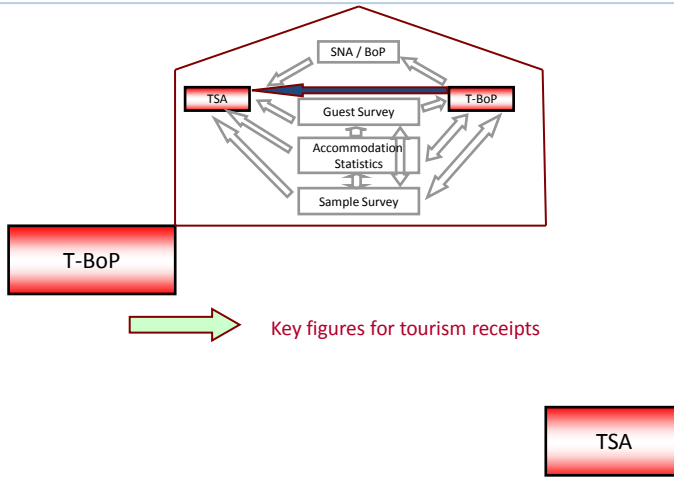 SNA / BoP
TSA
T-BoP
Guest Survey
Accommodation
Statistics
Sample Survey
T-BoP
Key figures for tourism receipts
TSA